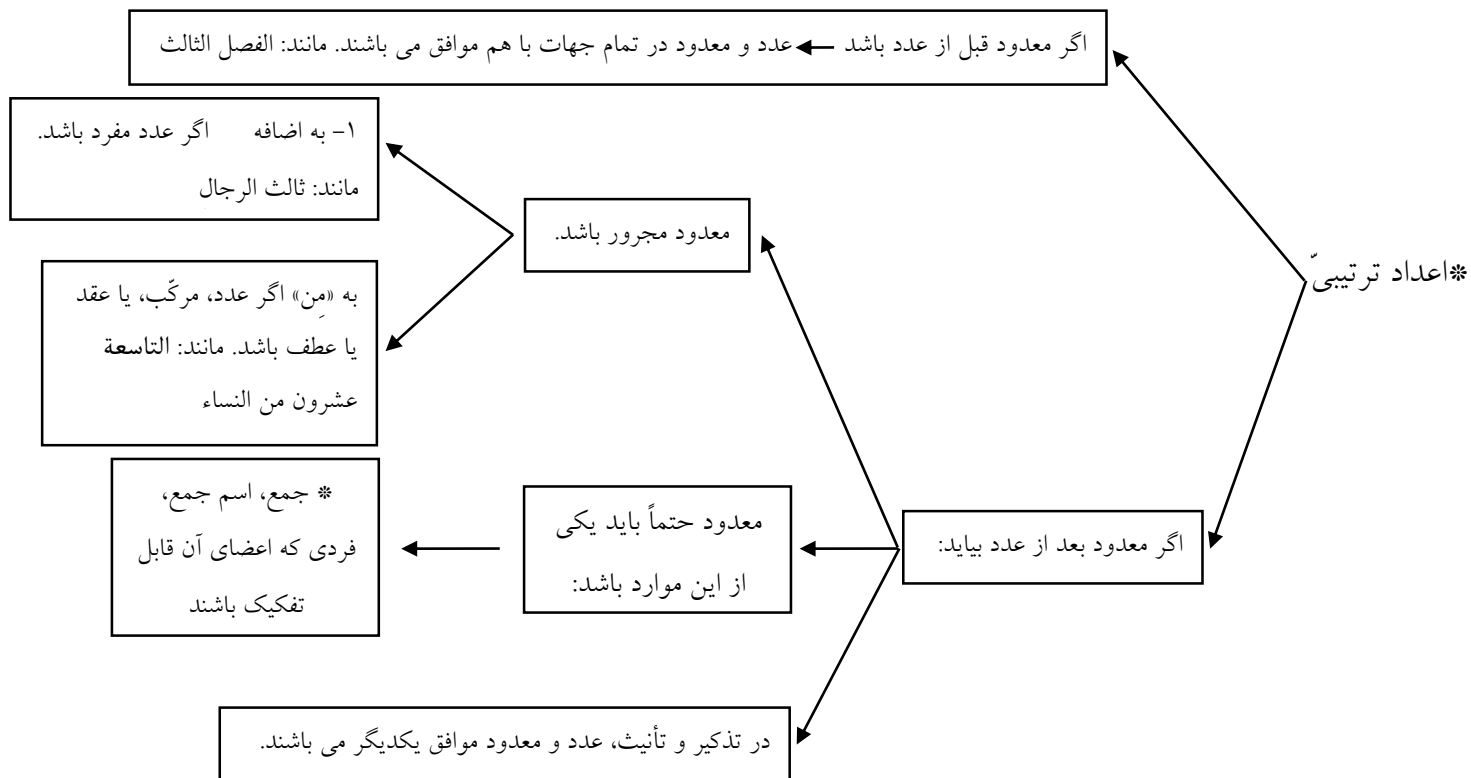 *اعداد ترتیبیّ
اگر معدود قبل از عدد باشد ← عدد و معدود در تمام جهات با هم موافق می باشند. مانند: الفصل الثالث
اگر معدود بعد از عدد بیاید:
معدود مجرور باشد.
۱- به اضافه اگر عدد مفرد باشد.
مانند: ثالث الرجال
به «مِن» اگر عدد، مرکّب، یا عقد
یا عطف باشد. مانند: التاسعة
عشرون من النساء
معدود حتماً باید یکی
از این موارد باشد:
* جمع، اسم جمع،
فردی که اعضای آن قابل
تفکیک باشند
در تذکیر و تأنیث، عدد و معدود موافق یکدیگر می باشند.